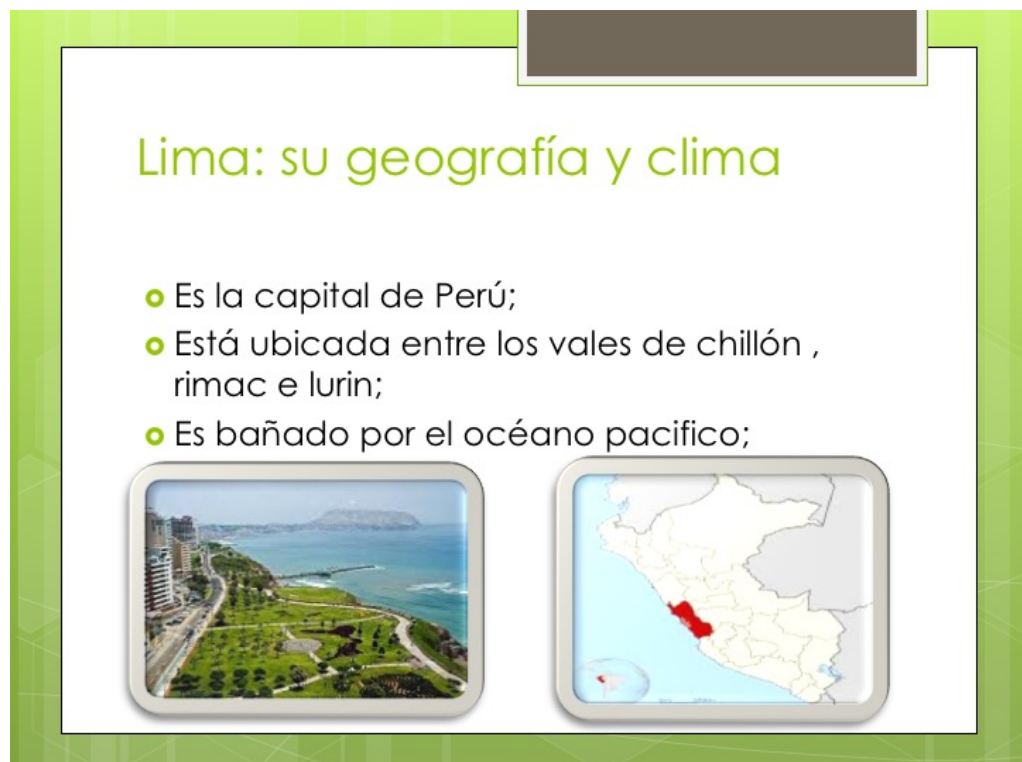 Lima: su geografía y clima
Es la capital de Perú;
Está ubicada entre los vales de chillón ,
rimac e lurin;
Es bañado por el océano pacifico;